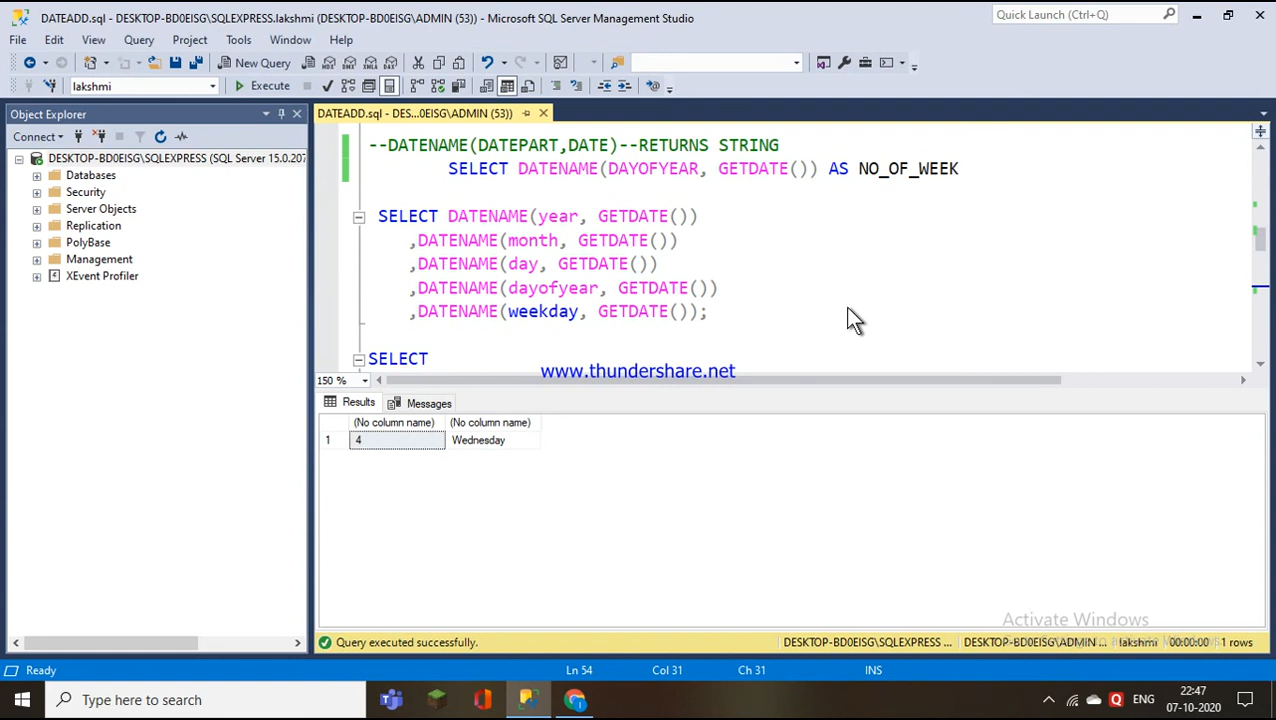 DATEADD.sql - DESKTOP-BD0EISG\SQLEXPRESS.lakshmi (DESKTOP-BD0EISG\ADMIN (53)) - Microsoft SQL Server Management Studio
Quick Launch (Ctrl+Q)
File Edit View Query Project Tools Window Help
New Query
lakshmi
Execute
Object Explorer
DATEADD.sql - DES...0EISG\ADMIN (53))
Connect
DESKTOP-BD0EISG\SQLEXPRESS (SQL Server 15.0.207
Databases
Security
Server Objects
Replication
PolyBase
Management
XEvent Profiler
--DATENAME(DATEPART,DATE)--RETURNS STRING
SELECT DATENAME(DAYOFYEAR, GETDATE()) AS NO_OF_WEEK
SELECT DATENAME(year, GETDATE())
,DATENAME(month, GETDATE())
,DATENAME(day, GETDATE())
,DATENAME(dayofyear, GETDATE())
,DATENAME(weekday, GETDATE());
SELECT
www.thundershare.net
150 %
Results Messages
(No column name) (No column name)
1 4 Wednesday
Activate Windows
Query executed successfully.
DESKTOP-BD0EISG\SQLEXPRESS ... DESKTOP-BD0EISG\ADMIN ... lakshmi 00:00:00 1 rows
Ready Ln 54 Col 31 Ch 31 INS
Type here to search
ENG
22:47
07-10-2020